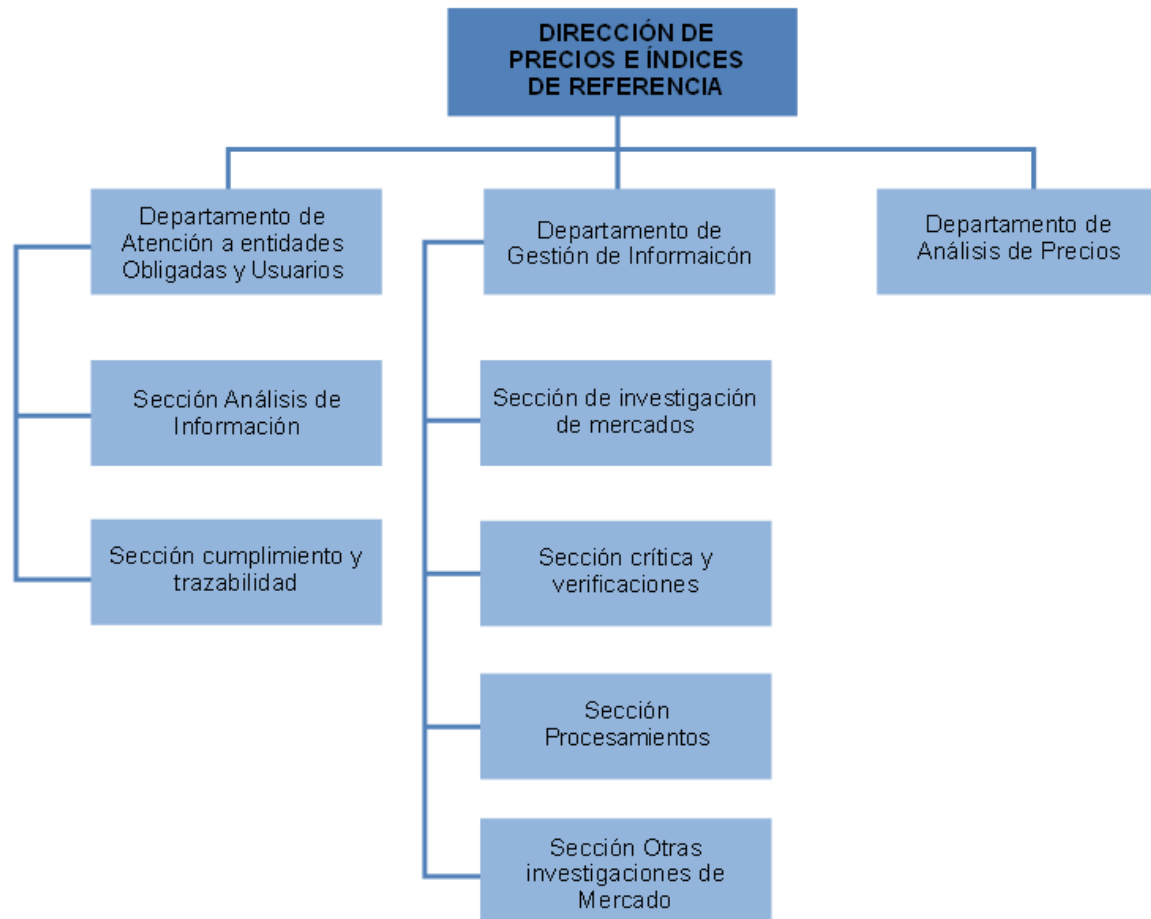 DIRECCIÓN DE
PRECIOS E ÍNDICES
DE REFERENCIA
Departamento de
Atención a entidades
Obligadas y Usuarios
Sección Análisis de
Información
Sección cumplimiento y
trazabilidad
Departamento de
Gestión de Informaicón
Sección de investigación
de mercados
Sección crítica y
verificaciones
Sección
Procesamientos
Sección Otras
investigaciones de
Mercado
Departamento de
Análisis de Precios